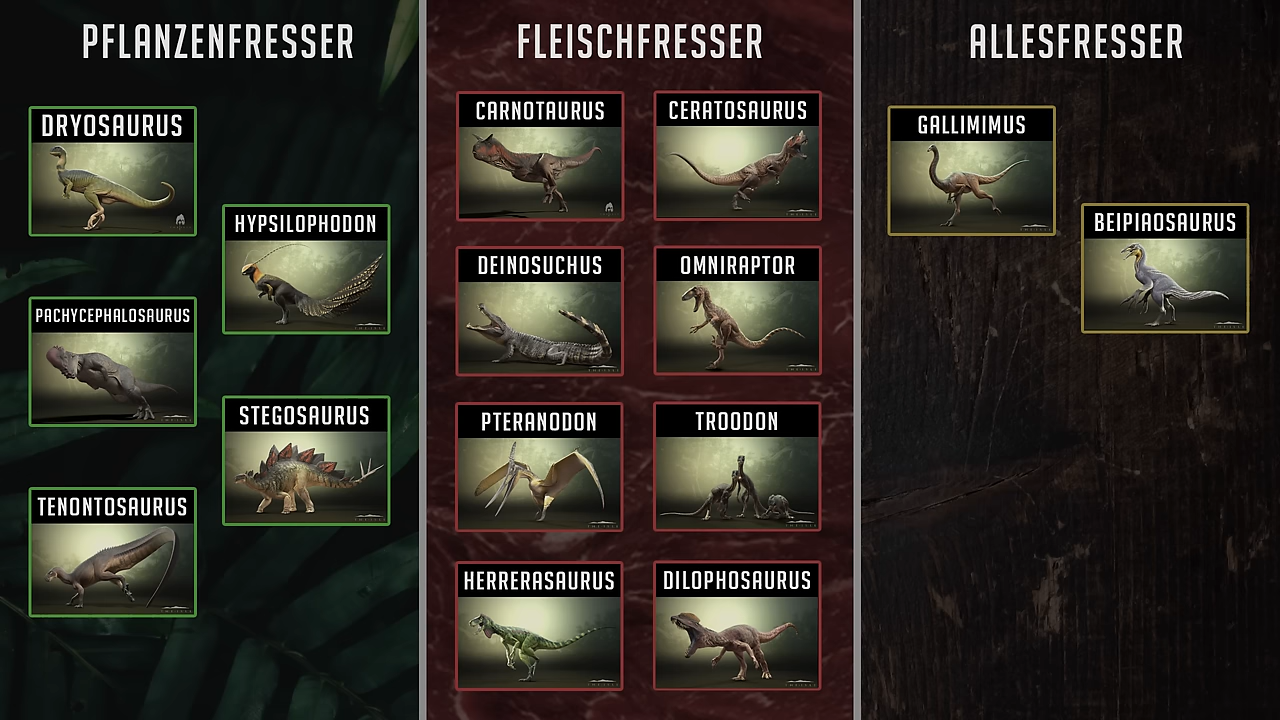 PFLANZENFRESSER
DRYOSAURUS
HYPSILOPHODON
PACHYCEPHALOSAURUS
STEGOSAURUS
TENONTOSAURUS
FLEISCHFRESSER
CARNOTAURUS
CERATOSAURUS
DEINOSUCHUS
OMNIRAPTOR
PTERANODON
TROODON
HERRERASAURUS
DILOPHOSAURUS
ALLESFRESSER
GALLIMIMUS
BEIPIAOSAURUS